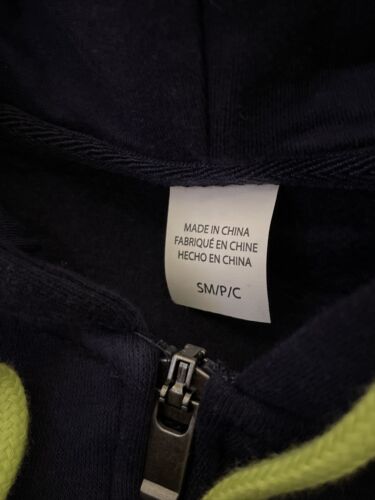 MADE IN CHINA
FABRIQUÉ EN CHINE
HECHO EN CHINA
SM/P/C